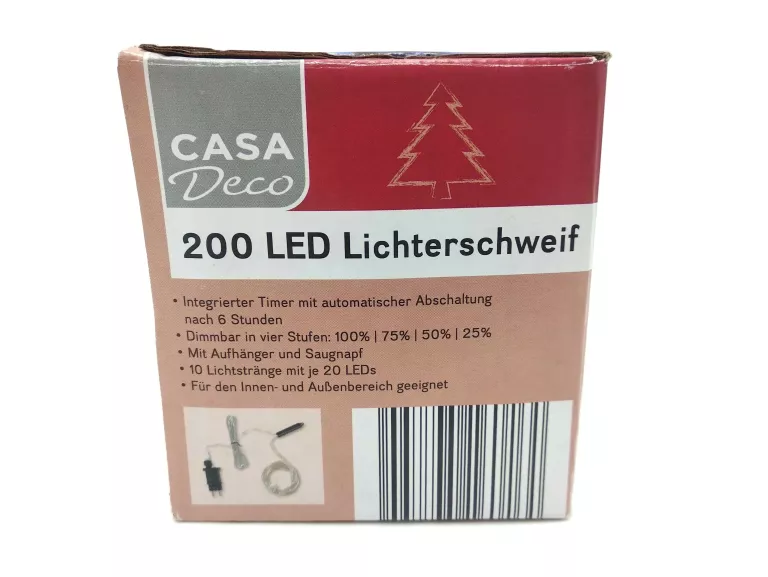 CASA
Deco
200 LED Lichterschweif
• Integrierter Timer mit automatischer Abschaltung
nach 6 Stunden
• Dimmbar in vier Stufen: 100% | 75% | 50% | 25%
• Mit Aufhänger und Saugnapf
• 10 Lichtstränge mit je 20 LEDs
• Für den Innen- und Außenbereich geeignet